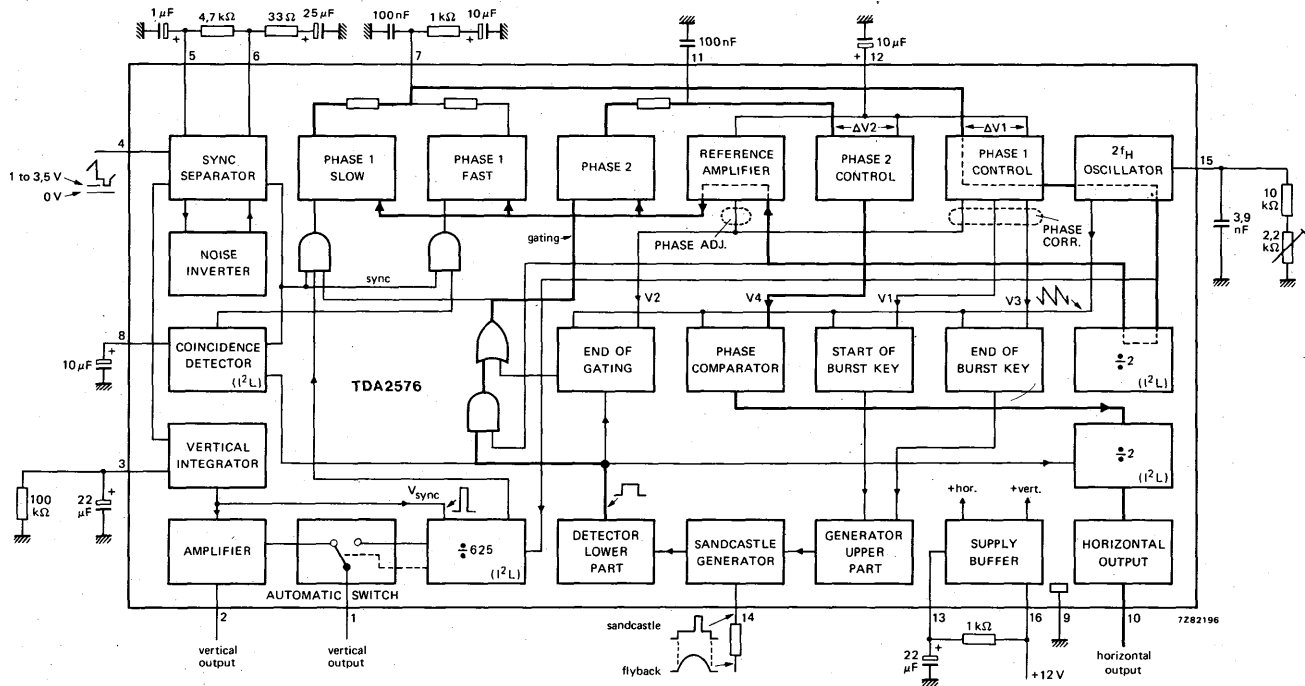 1 µF
4,7 kΩ
33 Ω
25 µF
100 nF
1 kΩ
10 µF
100 nF
10 µF
+
+
+
+
5
6
7
11
12
4
1 to 3,5 V
0 V
SYNC
SEPARATOR
PHASE 1
SLOW
PHASE 1
FAST
PHASE 2
REFERENCE
AMPLIFIER
ΔV2
PHASE 2
CONTROL
ΔV1
PHASE 1
CONTROL
2fH
OSCILLATOR
15
10
kΩ
3,9
nF
2,2
kΩ
NOISE
INVERTER
gating
PHASE ADJ.
PHASE
CORR.
sync
V2
V4
V1
V3
8
+
10 µF
COINDIDENCE
DETECTOR
(I²L)
TDA2576
END OF
GATING
PHASE
COMPARATOR
START OF
BURST KEY
END OF
BURST KEY
÷2
(I²L)
3
100
kΩ
+
22
µF
VERTICAL
INTEGRATOR
÷2
(I²L)
Vsync
+hor.
+vert.
AMPLIFIER
÷625
(I²L)
DETECTOR
LOWER
PART
SANDCASTLE
GENERATOR
GENERATOR
UPPER
PART
SUPPLY
BUFFER
HORIZONTAL
OUTPUT
AUTOMATIC SWITCH
2
1
14
13
16
9
10
7Z82196
vertical
output
vertical
output
sandcastle
flyback
+
22
µF
1 kΩ
+12 V
horizontal
output